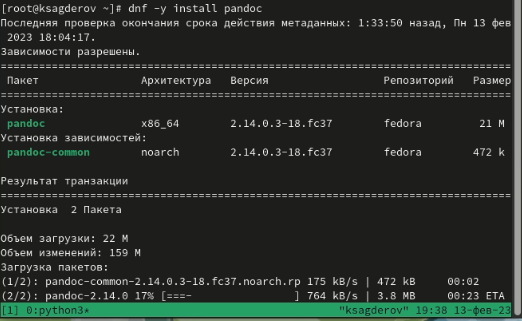 [root@ksagderov ~]# dnf -y install pandoc
Последняя проверка окончания срока действия метаданных: 1:33:50 назад, Пн 13 фев
2023 18:04:17.
Зависимости разрешены.
================================================================================
Пакет Архитектура Версия Репозиторий Размер
================================================================================
Установка:
pandoc x86_64 2.14.0.3-18.fc37 fedora 21 M
Установка зависимостей:
pandoc-common noarch 2.14.0.3-18.fc37 fedora 472 k
Результат транзакции
================================================================================
Установка 2 Пакета
Объем загрузки: 22 M
Объем изменений: 159 M
Загрузка пакетов:
(1/2): pandoc-common-2.14.0.3-18.fc37.noarch.rp 175 kB/s | 472 kB 00:02
(2/2): pandoc-2.14.0 17% [===- ] 764 kB/s | 3.8 MB 00:23 ETA
[1] 0:python3* "ksagderov" 19:38 13-фев-23